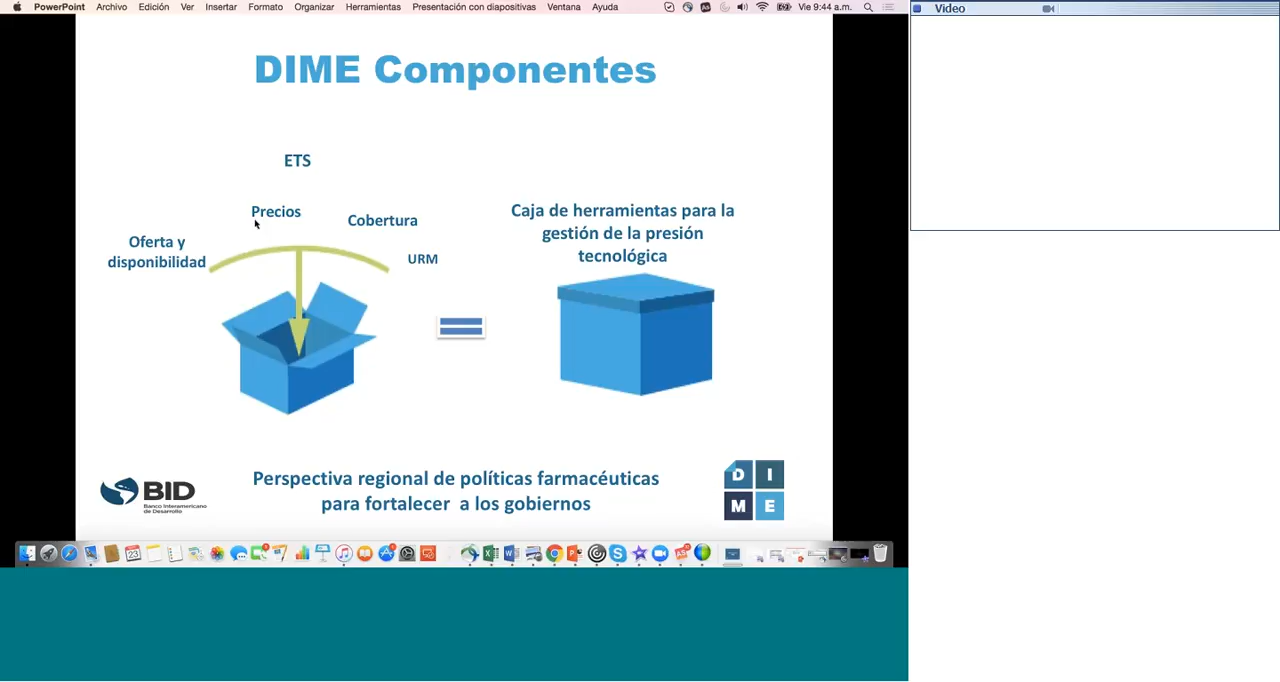 PowerPoint Archivo Edición Ver Insertar Formato Organizar Herramientas Presentación con diapositivas Ventana Ayuda Vie 9:44 a.m.
Video
DIME Componentes
ETS
Precios
Cobertura
Oferta y
disponibilidad
URM
Caja de herramientas para la
gestión de la presión
tecnológica
Perspectiva regional de políticas farmacéuticas
para fortalecer a los gobiernos
BID
Banco Interamericano
de Desarrollo
D I
M E
23